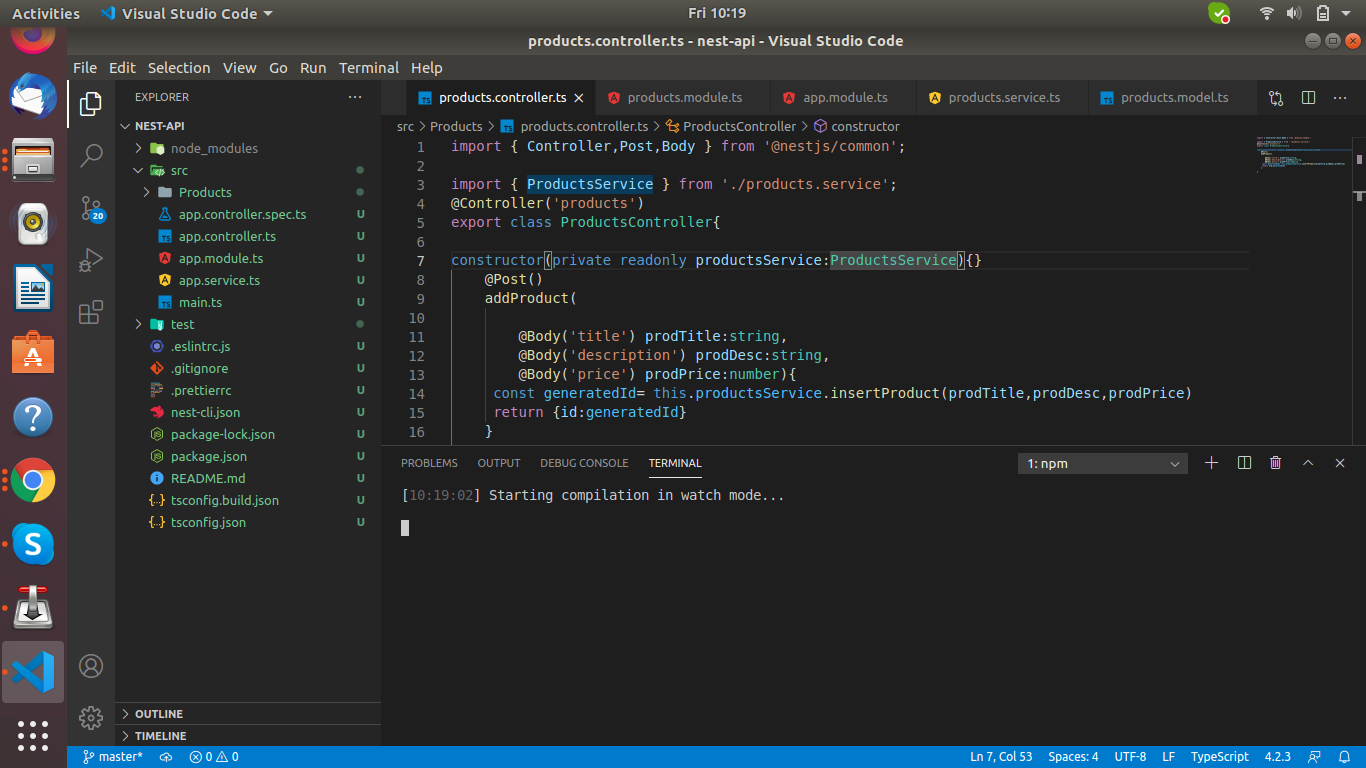 Activities Visual Studio Code Fri 10:19
products.controller.ts - nest-api - Visual Studio Code
File Edit Selection View Go Run Terminal Help
EXPLORER
NEST-API
node_modules
src
Products
app.controller.spec.ts U
app.controller.ts U
app.module.ts U
app.service.ts U
main.ts U
test
.eslintrc.js U
.gitignore U
.prettierrc U
nest-cli.json U
package-lock.json U
package.json U
README.md U
tsconfig.build.json U
tsconfig.json U
OUTLINE
TIMELINE
20
products.controller.ts products.module.ts app.module.ts products.service.ts products.model.ts
src > Products > products.controller.ts > ProductsController > constructor
1 import { Controller,Post,Body } from '@nestjs/common';
2
3 import { ProductsService } from './products.service';
4 @Controller('products')
5 export class ProductsController{
6
7 constructor(private readonly productsService:ProductsService){}
8 @Post()
9 addProduct(
10
11 @Body('title') prodTitle:string,
12 @Body('description') prodDesc:string,
13 @Body('price') prodPrice:number){
14 const generatedId= this.productsService.insertProduct(prodTitle,prodDesc,prodPrice)
15 return {id:generatedId}
16 }
PROBLEMS OUTPUT DEBUG CONSOLE TERMINAL 1: npm
[10:19:02] Starting compilation in watch mode...
master* 0 0 Ln 7, Col 53 Spaces: 4 UTF-8 LF TypeScript 4.2.3